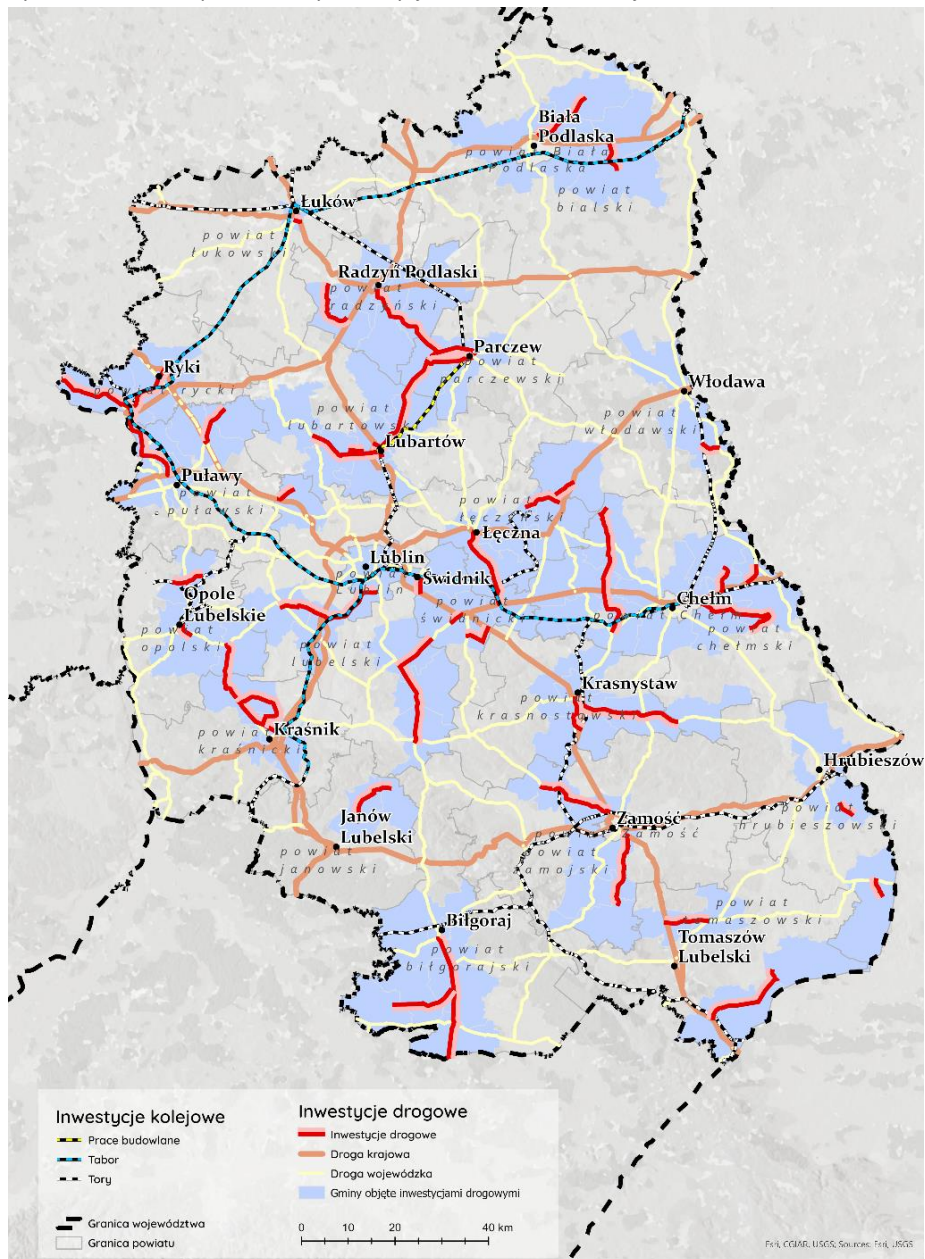 Biała
Podlaska
powiat Biała
Podlaska
powiat
bialski
Łuków
powiat
łukowski
Radzyń Podlaski
powiat
radzyński
Parczew
powiat
parczewski
Ryki
powiat rycki
Włodawa
powiat
włodawski
powiat
lubartowski
Lubartów
Puławy
powiat
puławski
powiat
łęczyński
Łęczna
Lublin
powiat
Lublin
Świdnik
powiat
świdnicki
Opole
Lubelskie
powiat
opolski
powiat
lubelski
Chełm
powiat Chełm
powiat
chełmski
Krasnystaw
powiat
krasnostawski
Kraśnik
powiat
kraśnicki
Hrubieszów
powiat
hrubieszowski
Janów
Lubelski
powiat
janowski
Zamość
powiat Zamość
powiat
zamojski
powiat
tomaszowski
Tomaszów
Lubelski
Biłgoraj
powiat
biłgorajski
Inwestycje kolejowe
Prace budowlane
Tabor
Tory
Granica województwa
Granica powiatu
Inwestycje drogowe
Inwestycje drogowe
Droga krajowa
Droga wojewódzka
Gminy objęte inwestycjami drogowymi
0 10 20 40 km
Esri, CGIAR, USGS; Sources: Esri, USGS